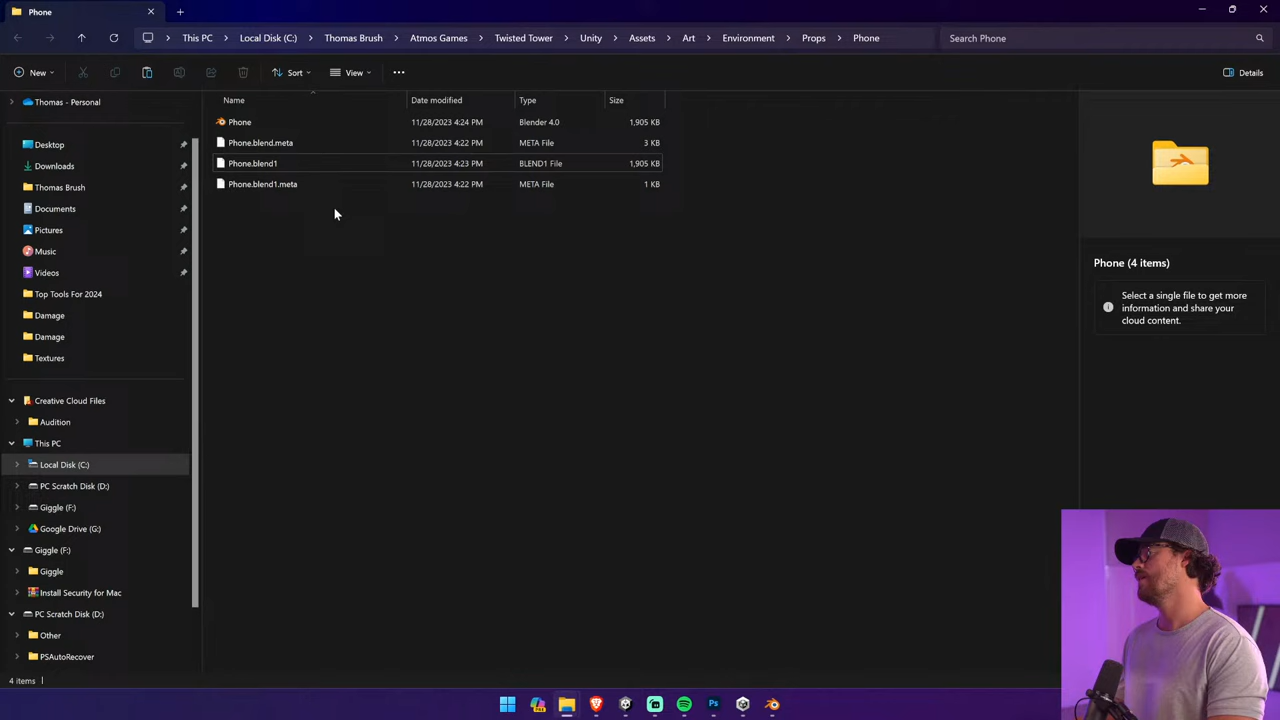 Phone
This PC > Local Disk (C:) > Thomas Brush > Atmos Games > Twisted Tower > Unity > Assets > Art > Environment > Props > Phone
Search Phone
New
Sort
View
Details
Thomas - Personal
Desktop
Downloads
Thomas Brush
Documents
Pictures
Music
Videos
Top Tools For 2024
Damage
Damage
Textures
Creative Cloud Files
Audition
This PC
Local Disk (C:)
PC Scratch Disk (D:)
Giggle (F:)
Google Drive (G:)
Giggle (F:)
Giggle
Install Security for Mac
PC Scratch Disk (D:)
Other
PSAutoRecover
Name Date modified Type Size
Phone 11/28/2023 4:24 PM Blender 4.0 1,905 KB
Phone.blend.meta 11/28/2023 4:22 PM META File 3 KB
Phone.blend1 11/28/2023 4:23 PM BLEND1 File 1,905 KB
Phone.blend1.meta 11/28/2023 4:22 PM META File 1 KB
Phone (4 items)
Select a single file to get more
information and share your
cloud content.
4 items